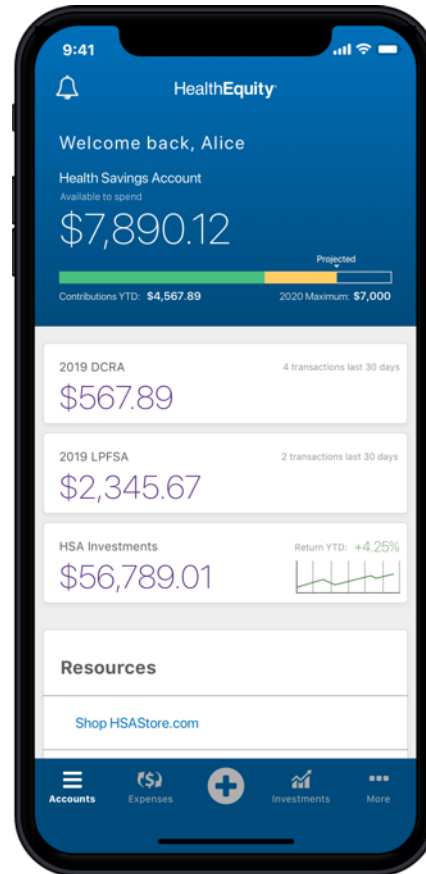 9:41
HealthEquity
Welcome back, Alice
Health Savings Account
Available to spend
$7,890.12
Projected
Contributions YTD: $4,567.89 2020 Maximum: $7,000
2019 DCRA 4 transactions last 30 days
$567.89
2019 LPFSA 2 transactions last 30 days
$2,345.67
HSA Investments Return YTD: +4.25%
$56,789.01
Resources
Shop HSAStore.com
Accounts Expenses Investments More